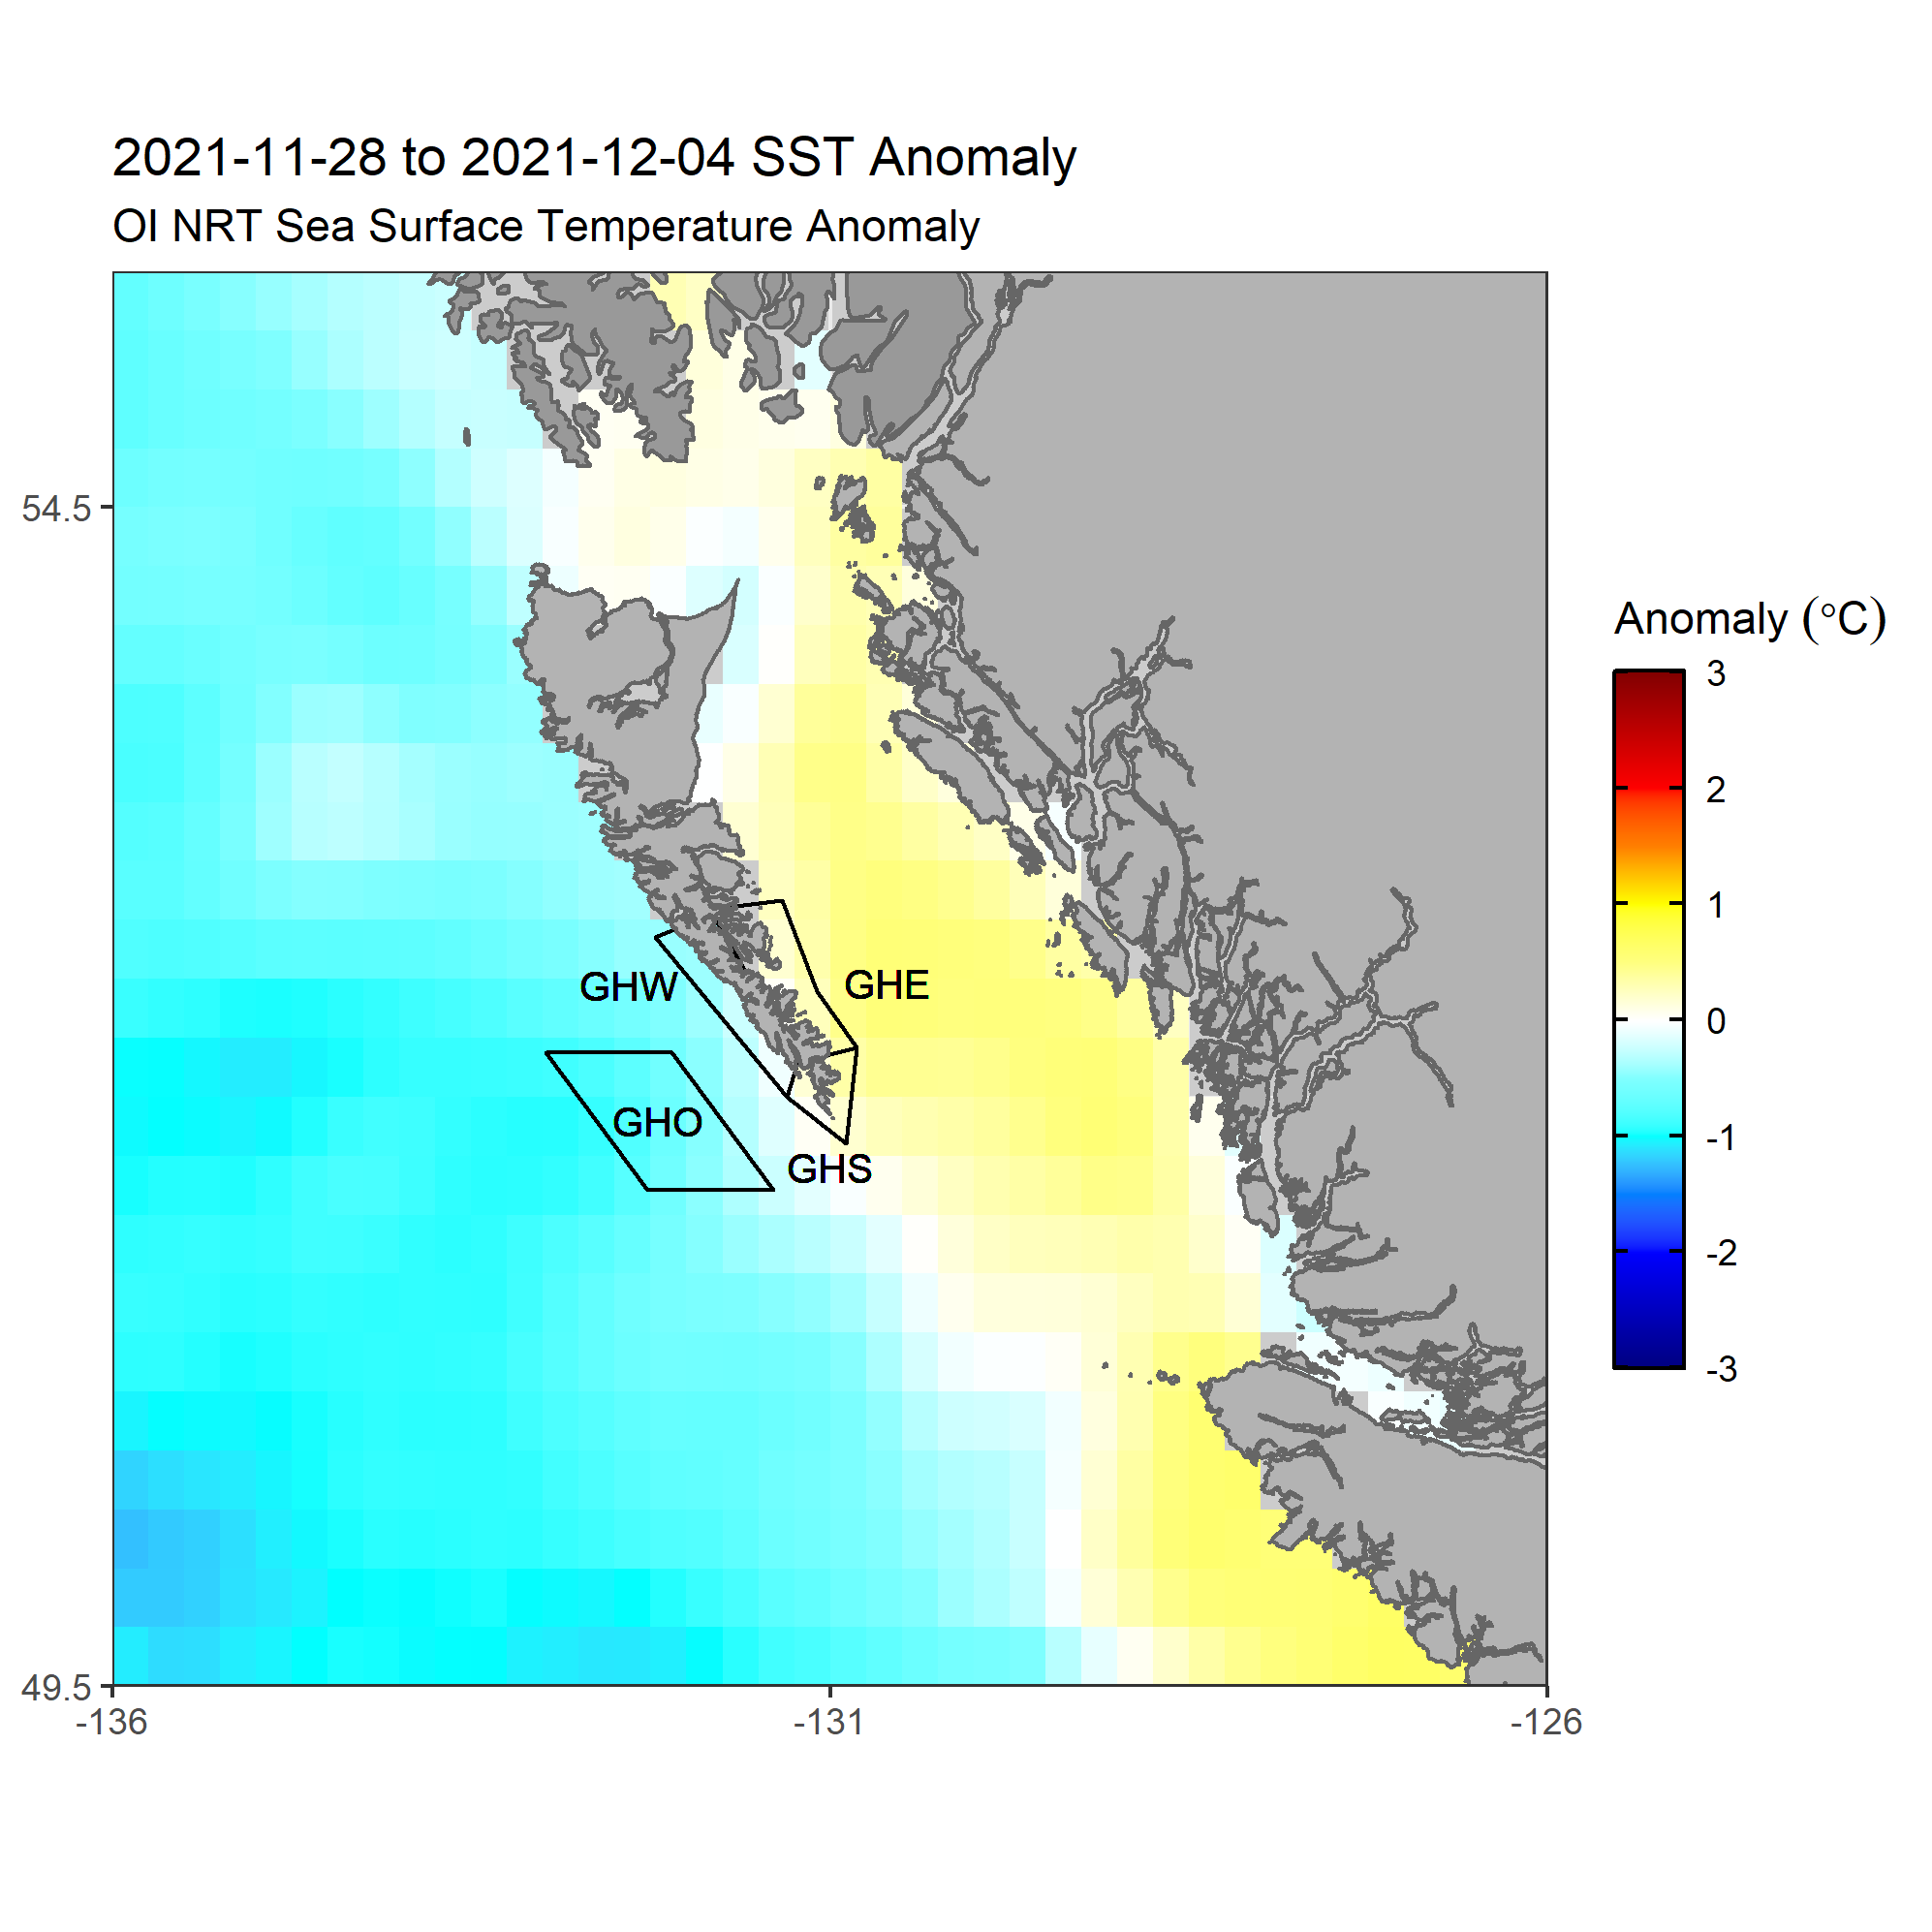 2021-11-28 to 2021-12-04 SST Anomaly
OI NRT Sea Surface Temperature Anomaly
54.5
49.5
-136
-131
-126
GHW
GHE
GHO
GHS
Anomaly (°C)
3
2
1
0
-1
-2
-3